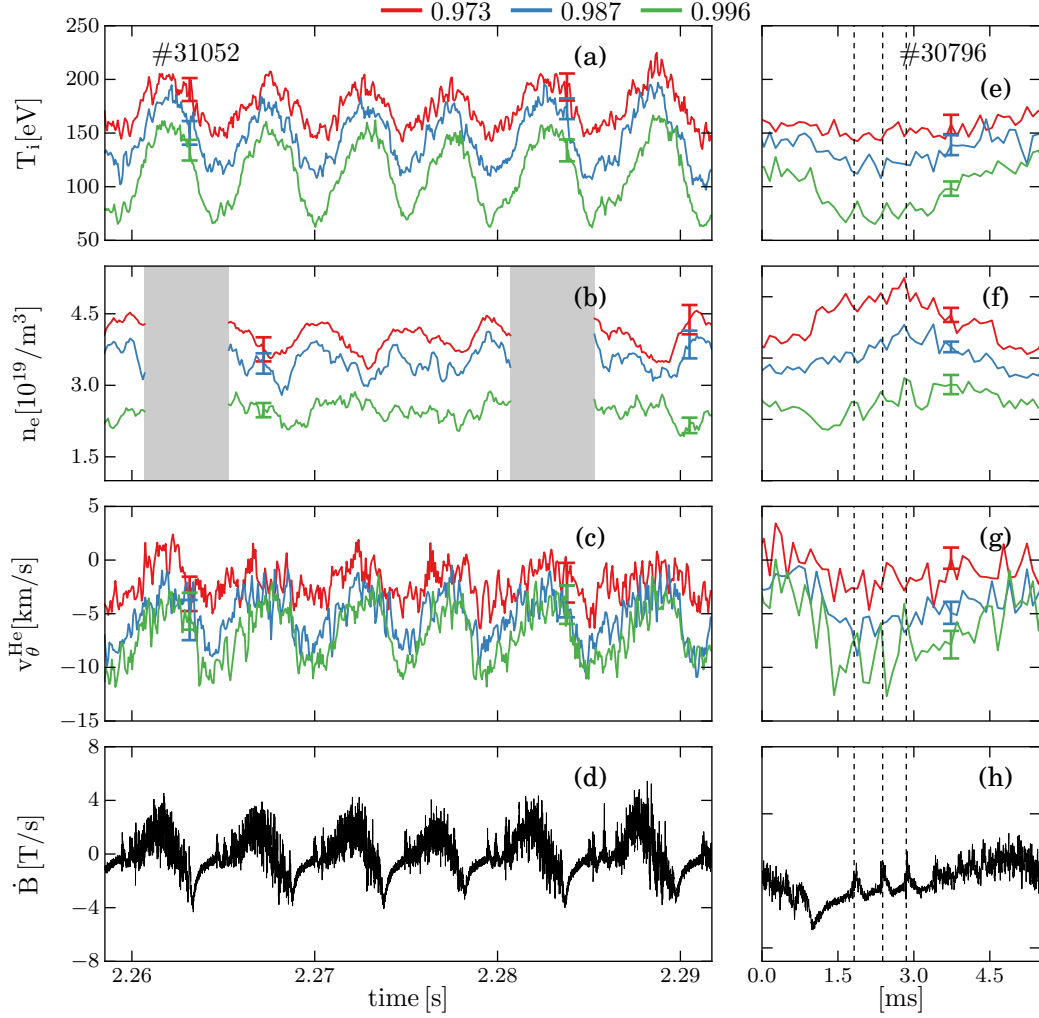 0.973 0.987 0.996
250 #31052 (a) #30796
200 (e)
150
100
50
T_i [eV]
(b) (f)
4.5
3.0
1.5
n_e [10^19/m^3]
5
0 (c) (g)
−5
−10
−15
v_θ^He [km/s]
8
4 (d) (h)
0
−4
−8
Ḃ [T/s]
2.26 2.27 2.28 2.29 0.0 1.5 3.0 4.5
time [s] [ms]